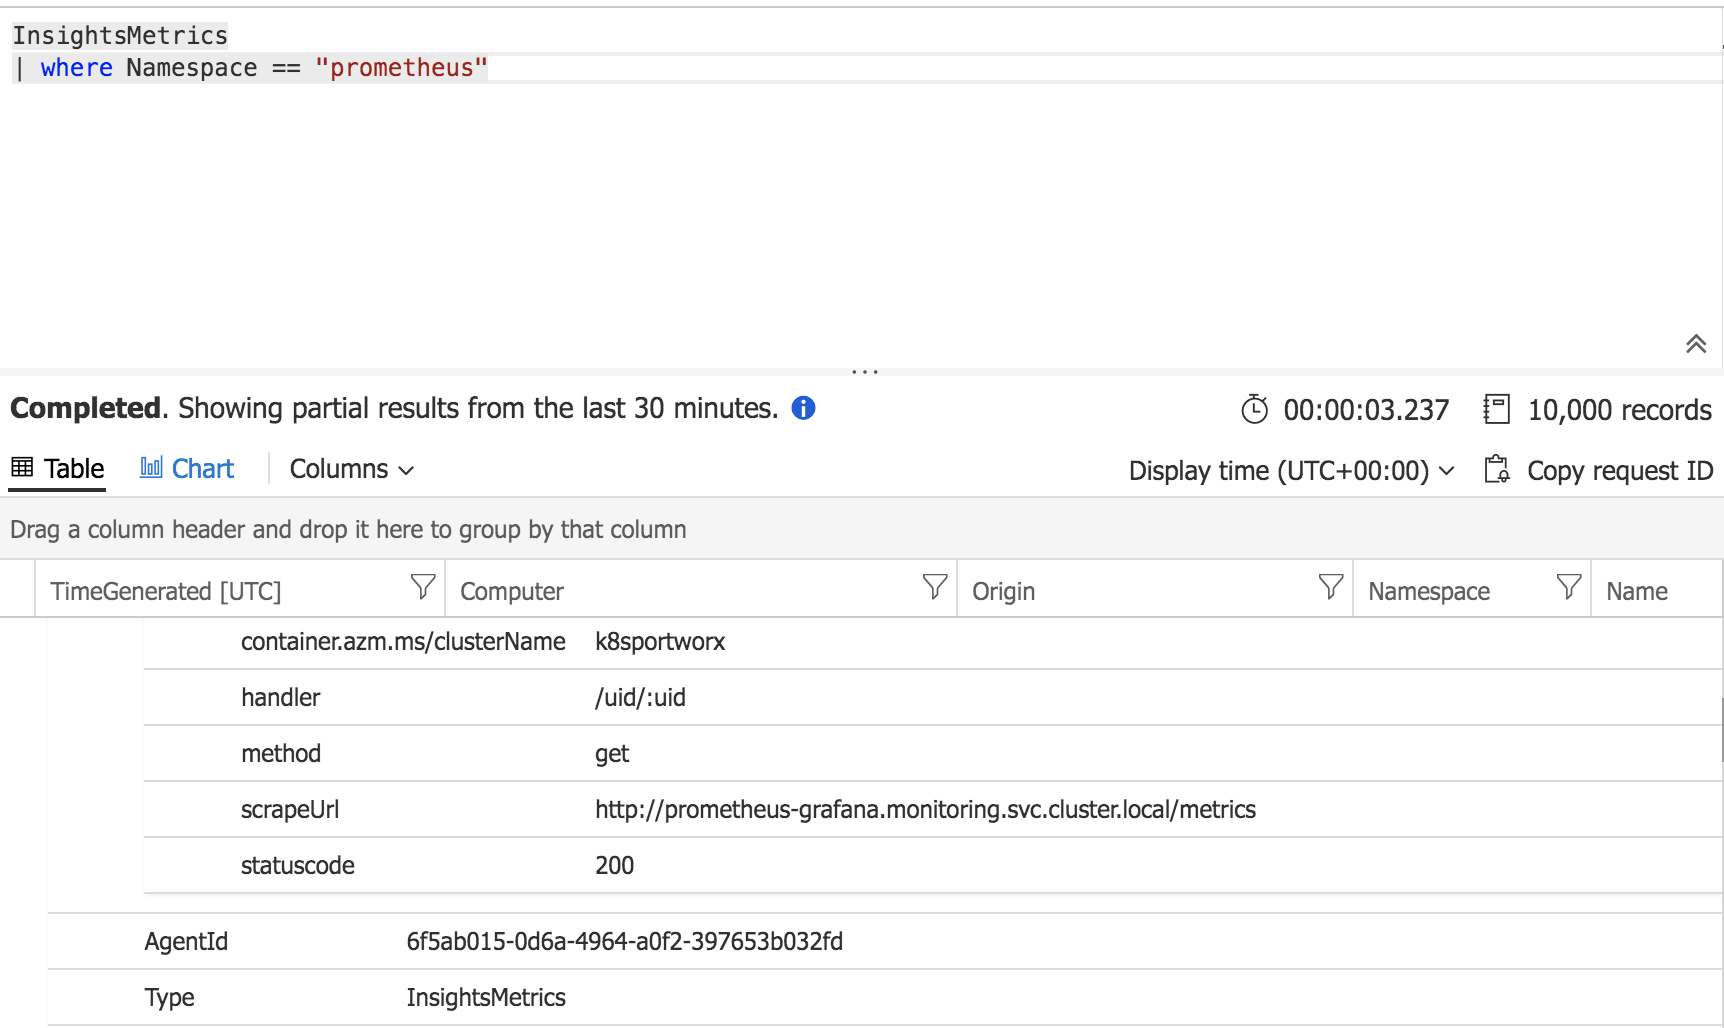 InsightsMetrics
| where Namespace == "prometheus"
Completed. Showing partial results from the last 30 minutes.
00:00:03.237
10,000 records
Table
Chart
Columns
Display time (UTC+00:00)
Copy request ID
Drag a column header and drop it here to group by that column
TimeGenerated [UTC] Computer Origin Namespace Name
container.azm.ms/clusterName k8sportworx
handler /uid/:uid
method get
scrapeUrl http://prometheus-grafana.monitoring.svc.cluster.local/metrics
statuscode 200
AgentId 6f5ab015-0d6a-4964-a0f2-397653b032fd
Type InsightsMetrics